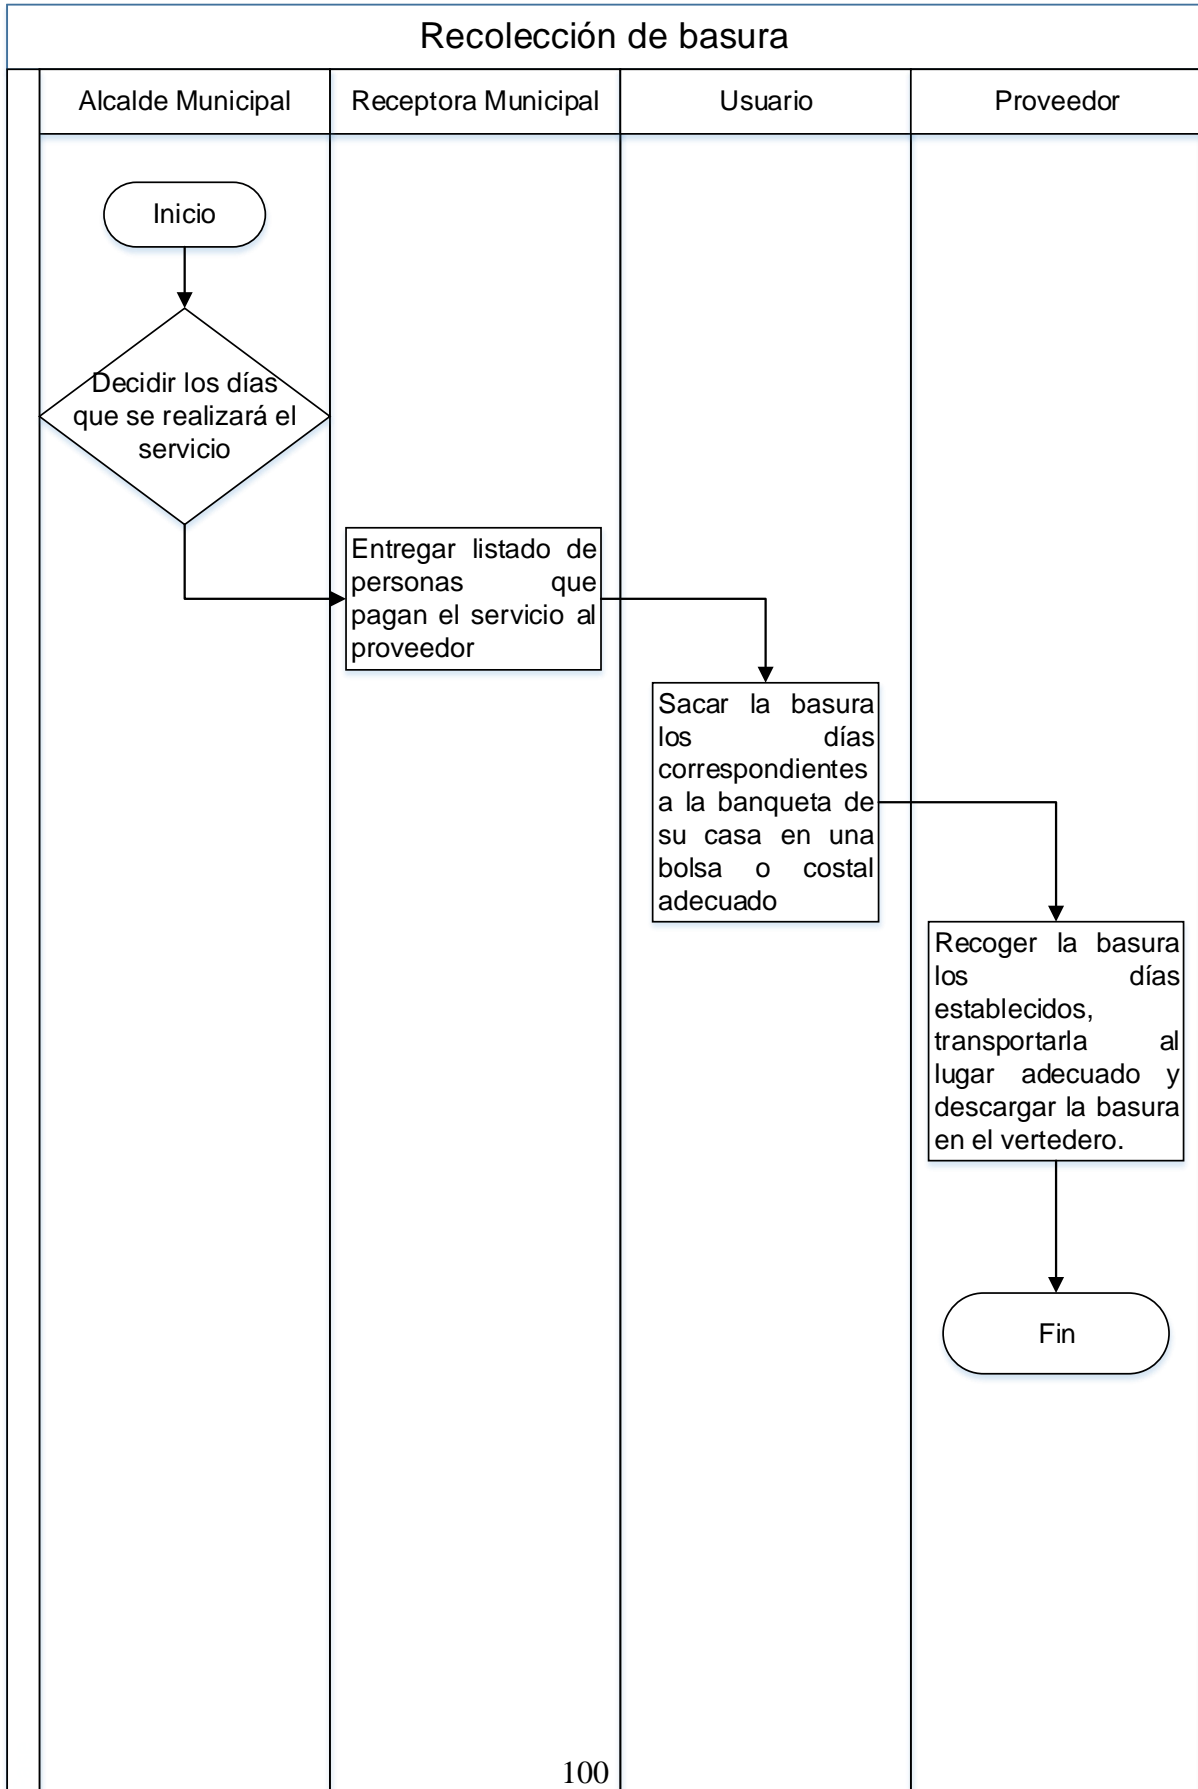 Recolección de basura
Alcalde Municipal
Receptora Municipal
Usuario
Proveedor
Inicio
Decidir los días
que se realizará el
servicio
Entregar listado de
personas que
pagan el servicio al
proveedor
Sacar la basura
los días
correspondientes
a la banqueta de
su casa en una
bolsa o costal
adecuado
Recoger la basura
los días
establecidos,
transportarla al
lugar adecuado y
descargar la basura
en el vertedero.
Fin
100